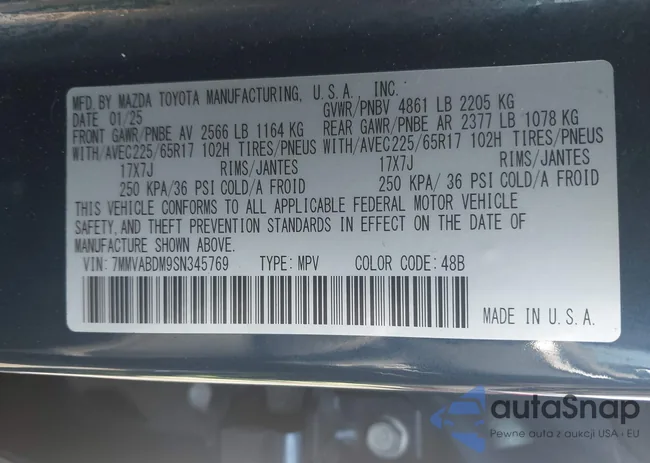 MFD. BY MAZDA TOYOTA MANUFACTURING, U.S.A., INC.
DATE 01/25 GVWR/PNBV 4861 LB 2205 KG
FRONT GAWR/PNBE AV 2566 LB 1164 KG REAR GAWR/PNBE AR 2377 LB 1078 KG
WITH/AVEC225/65R17 102H TIRES/PNEUS WITH/AVEC225/65R17 102H TIRES/PNEUS
17X7J RIMS/JANTES 17X7J RIMS/JANTES
250 KPA/36 PSI COLD/A FROID 250 KPA/36 PSI COLD/A FROID
THIS VEHICLE CONFORMS TO ALL APPLICABLE FEDERAL MOTOR VEHICLE
SAFETY, AND THEFT PREVENTION STANDARDS IN EFFECT ON THE DATE OF
MANUFACTURE SHOWN ABOVE.
VIN: 7MMVABDM9SN345769 TYPE: MPV COLOR CODE: 48B
MADE IN U.S.A.
autaSnap
Pewne auta z aukcji USA i EU